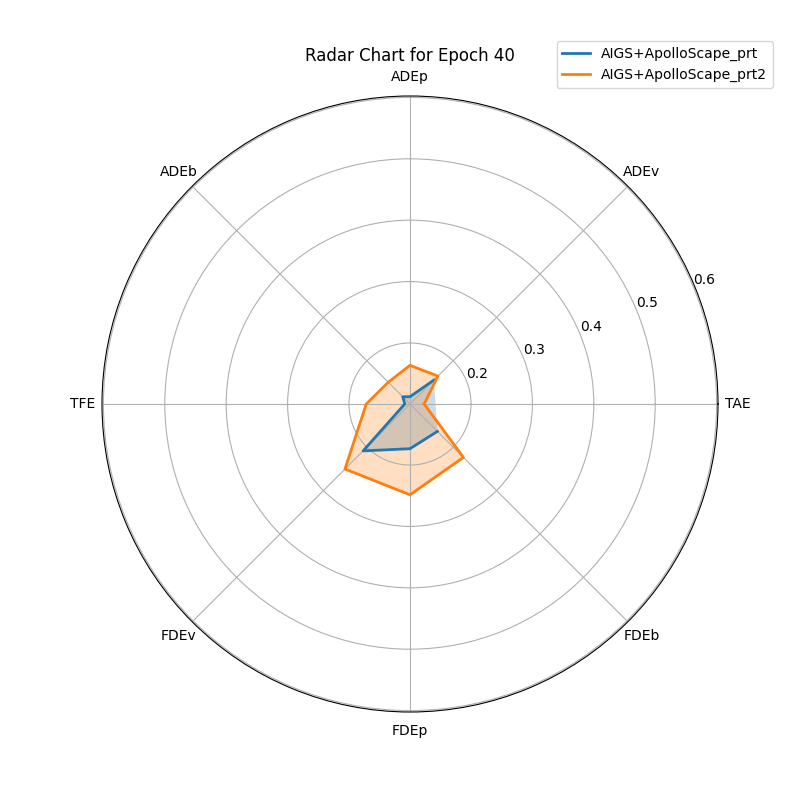 Radar Chart for Epoch 40
AIGS+ApolloScape_prt
AIGS+ApolloScape_prt2
ADEp
ADEb
ADEv
0.6
0.5
0.4
0.3
0.2
TFE
TAE
FDEv
FDEb
FDEp